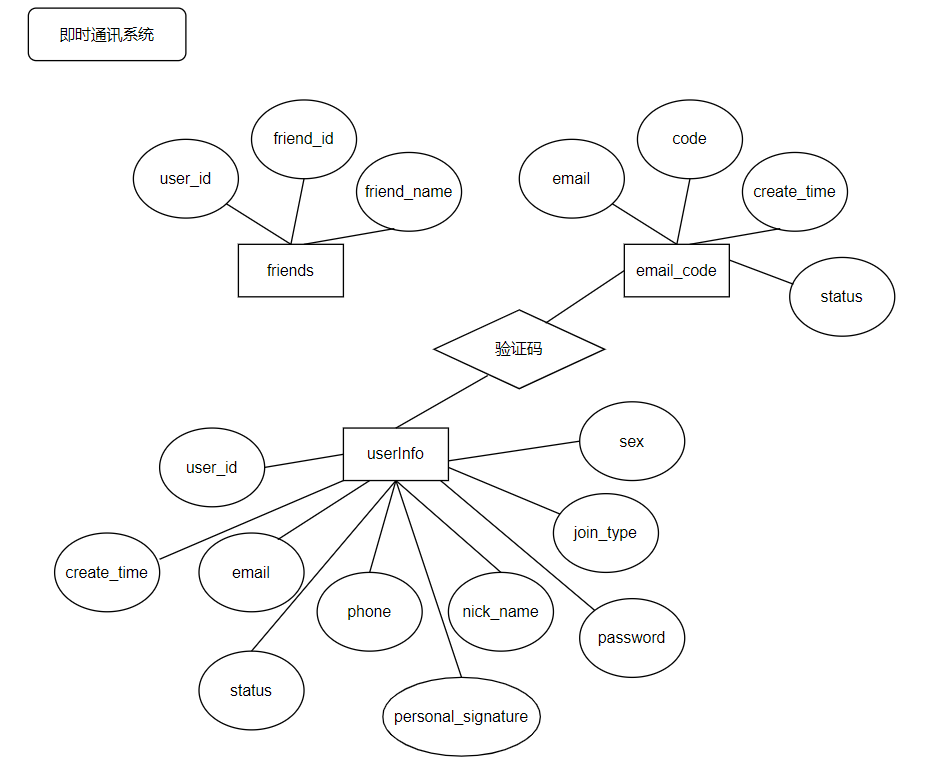 即时通讯系统
friend_id
code
user_id
friend_name
email
create_time
friends
email_code
status
验证码
userInfo
sex
user_id
join_type
create_time
email
phone
nick_name
password
status
personal_signature